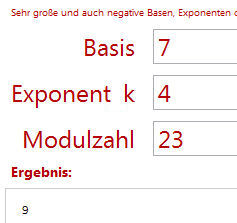 Sehr große und auch negative Basen, Exponenten
Basis 7
Exponent k 4
Modulzahl 23
Ergebnis:
9